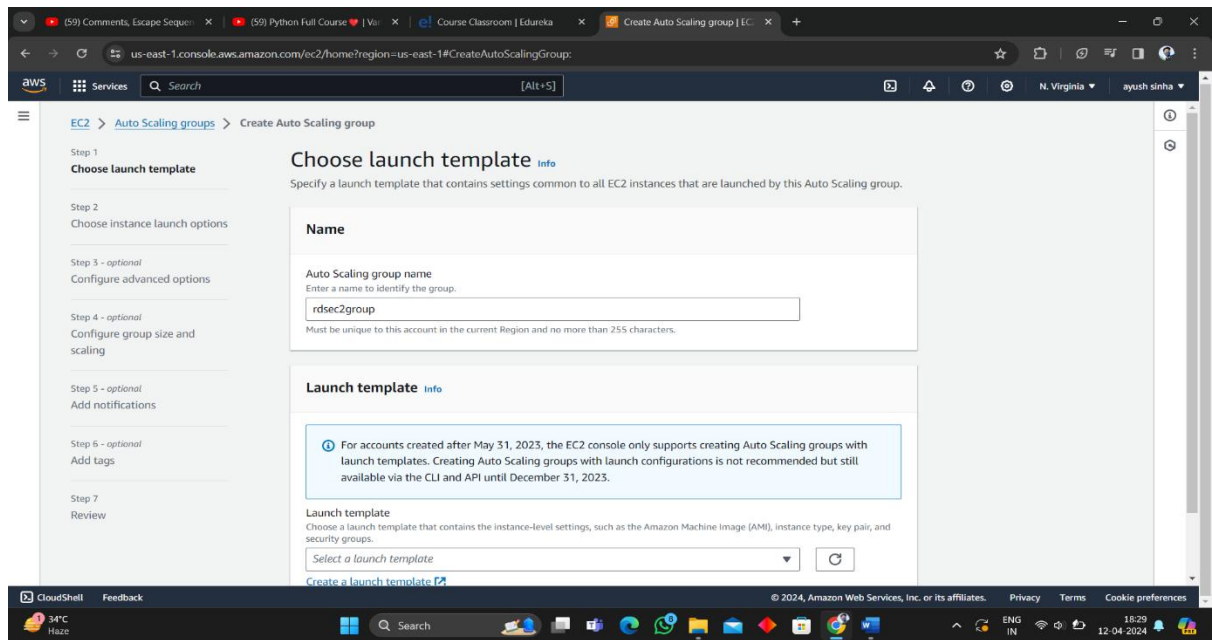 (59) Comments, Escape Sequen
(59) Python Full Course❤️ | Var
Course Classroom | Edureka
Create Auto Scaling group | EC
us-east-1.console.aws.amazon.com/ec2/home?region=us-east-1#CreateAutoScalingGroup:
aws
Services
Search
[Alt+S]
N. Virginia
ayush sinha
EC2 > Auto Scaling groups > Create Auto Scaling group
Step 1
Choose launch template
Step 2
Choose instance launch options
Step 3 - optional
Configure advanced options
Step 4 - optional
Configure group size and
scaling
Step 5 - optional
Add notifications
Step 6 - optional
Add tags
Step 7
Review
Choose launch template Info
Specify a launch template that contains settings common to all EC2 instances that are launched by this Auto Scaling group.
Name
Auto Scaling group name
Enter a name to identify the group.
rdsec2group
Must be unique to this account in the current Region and no more than 255 characters.
Launch template Info
For accounts created after May 31, 2023, the EC2 console only supports creating Auto Scaling groups with
launch templates. Creating Auto Scaling groups with launch configurations is not recommended but still
available via the CLI and API until December 31, 2023.
Launch template
Choose a launch template that contains the instance-level settings, such as the Amazon Machine Image (AMI), instance type, key pair, and
security groups.
Select a launch template
Create a launch template
CloudShell
Feedback
© 2024, Amazon Web Services, Inc. or its affiliates.
Privacy
Terms
Cookie preferences
34°C
Haze
Search
ENG
IN
18:29
12-04-2024